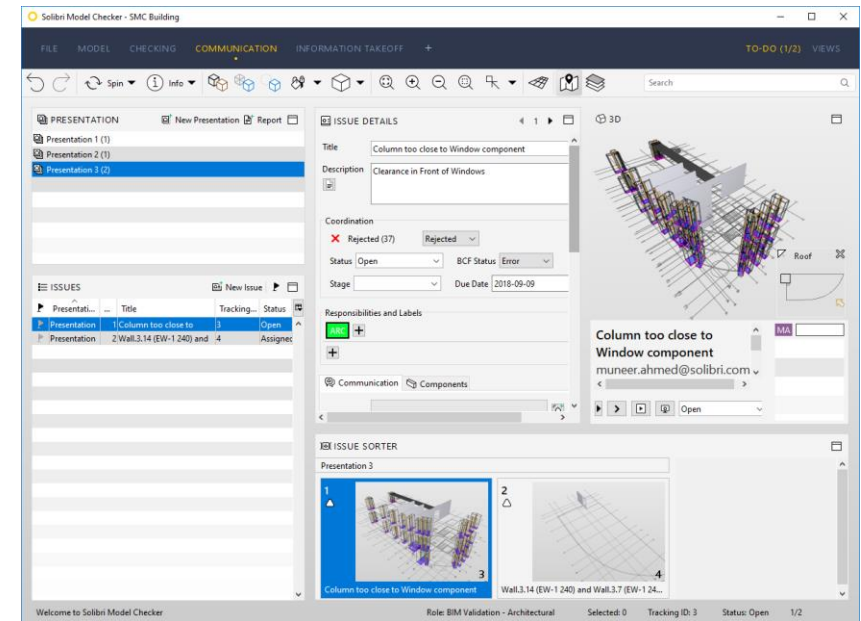 Solibri Model Checker - SMC Building
FILE MODEL CHECKING COMMUNICATION INFORMATION TAKEOFF + TO-DO (1/2) VIEWS
Spin Info Search
PRESENTATION New Presentation Report
Presentation 1 (1)
Presentation 2 (1)
Presentation 3 (2)
ISSUES New Issue
Presentati... ... Title Tracking... Status
Presentation 1 Column too close to 3 Open
Presentation 2 Wall.3.14 (EW-1 240) and 4 Assigned
ISSUE DETAILS 1
Title Column too close to Window component
Description Clearance in Front of Windows
Coordination
Rejected (37) Rejected
Status Open BCF Status Error
Stage Due Date 2018-09-09
Responsibilities and Labels
ARC +
+
Communication Components
3D
Roof
Column too close to
Window component
muneer.ahmed@solibri.com
Open
MA
ISSUE SORTER
Presentation 3
1
3
Column too close to Window component
2
4
Wall.3.14 (EW-1 240) and Wall.3.7 (EW-1 24...
Welcome to Solibri Model Checker Role: BIM Validation - Architectural Selected: 0 Tracking ID: 3 Status: Open 1/2